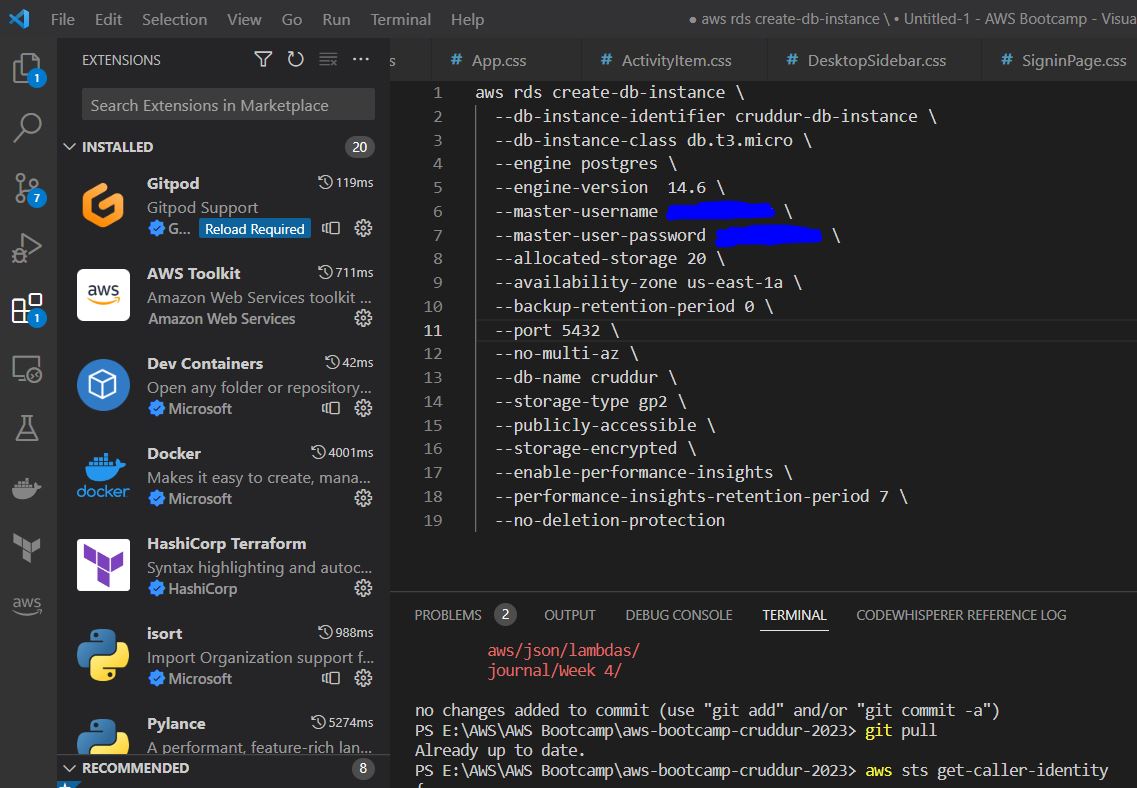 File Edit Selection View Go Run Terminal Help
● aws rds create-db-instance \ • Untitled-1 - AWS Bootcamp - Visua
EXTENSIONS
Search Extensions in Marketplace
INSTALLED 20
Gitpod 119ms
Gitpod Support
G... Reload Required
aws
AWS Toolkit 711ms
Amazon Web Services toolkit ...
Amazon Web Services
Dev Containers 42ms
Open any folder or repository...
Microsoft
docker
Docker 4001ms
Makes it easy to create, mana...
Microsoft
HashiCorp Terraform
Syntax highlighting and autoc...
HashiCorp
isort 988ms
Import Organization support f...
Microsoft
Pylance 5274ms
A performant, feature-rich lan...
RECOMMENDED 8
1
7
1
aws
s # App.css # ActivityItem.css # DesktopSidebar.css # SigninPage.css
1 aws rds create-db-instance \
2 --db-instance-identifier cruddur-db-instance \
3 --db-instance-class db.t3.micro \
4 --engine postgres \
5 --engine-version  14.6 \
6 --master-username \
7 --master-user-password \
8 --allocated-storage 20 \
9 --availability-zone us-east-1a \
10 --backup-retention-period 0 \
11 --port 5432 \
12 --no-multi-az \
13 --db-name cruddur \
14 --storage-type gp2 \
15 --publicly-accessible \
16 --storage-encrypted \
17 --enable-performance-insights \
18 --performance-insights-retention-period 7 \
19 --no-deletion-protection
PROBLEMS 2 OUTPUT DEBUG CONSOLE TERMINAL CODEWHISPERER REFERENCE LOG
aws/json/lambdas/
journal/Week 4/
no changes added to commit (use "git add" and/or "git commit -a")
PS E:\AWS\AWS Bootcamp\aws-bootcamp-cruddur-2023> git pull
Already up to date.
PS E:\AWS\AWS Bootcamp\aws-bootcamp-cruddur-2023> aws sts get-caller-identity